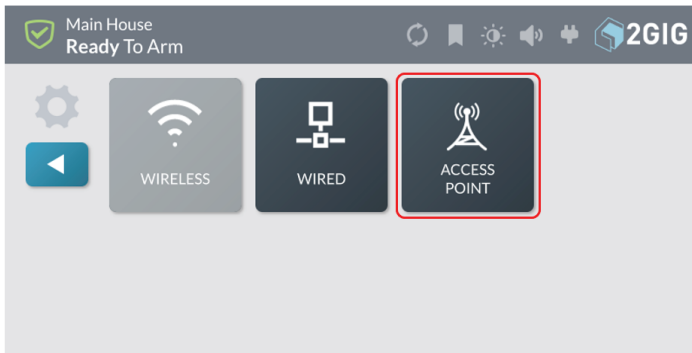 Main House
Ready To Arm
2GIG
WIRELESS
WIRED
ACCESS
POINT